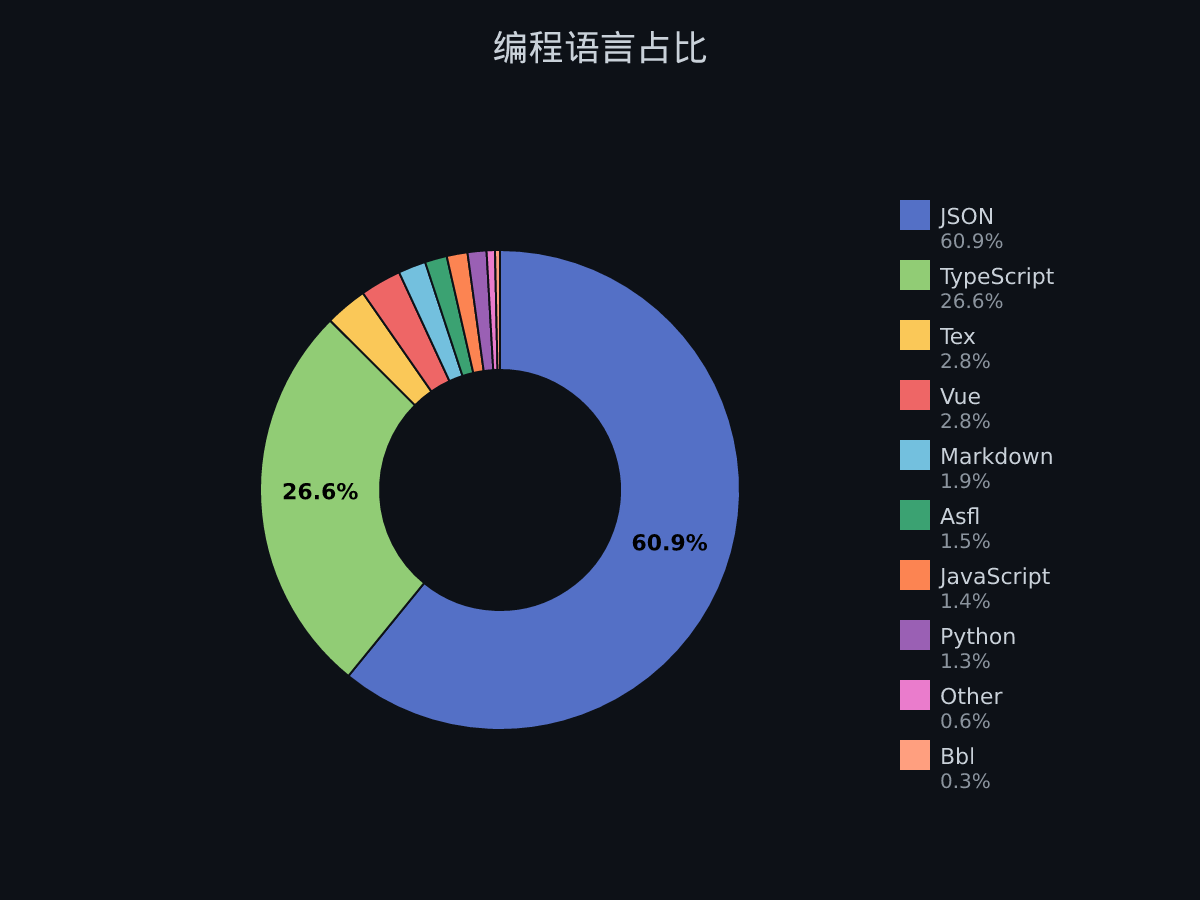 编程语言占比
JSON
60.9%
TypeScript
26.6%
Tex
2.8%
Vue
2.8%
Markdown
1.9%
Asfl
1.5%
JavaScript
1.4%
Python
1.3%
Other
0.6%
Bbl
0.3%
26.6%
60.9%